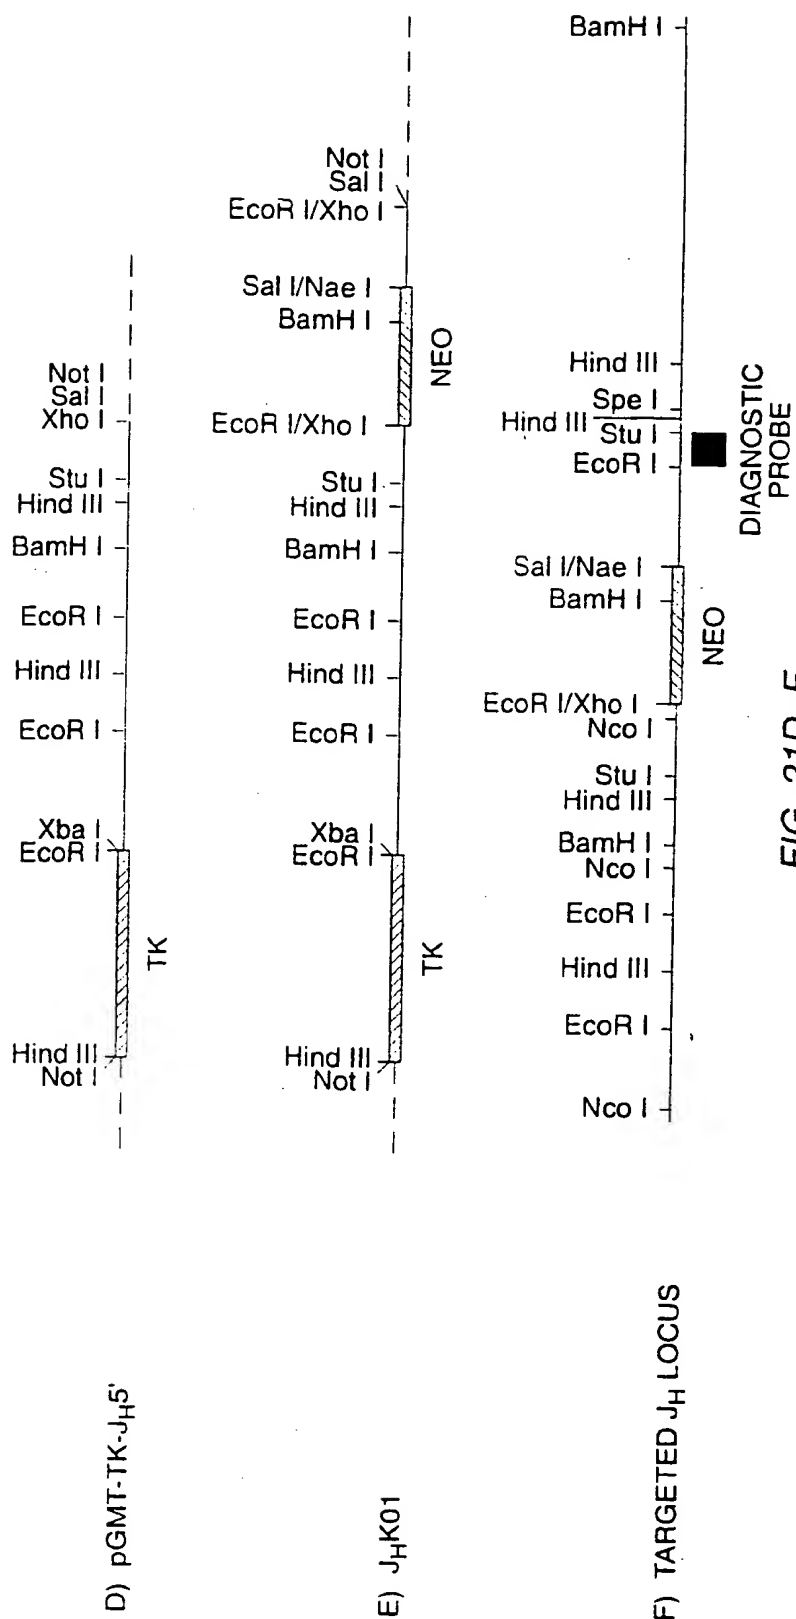 D) pGMT-TK-JH5'
Not I
Hind III
TK
EcoR I
Xba I
EcoR I
Hind III
EcoR I
BamH I
Hind III
Stu I
Xho I
Sal I
Not I
E) JHK01
Not I
Hind III
TK
EcoR I
Xba I
EcoR I
Hind III
EcoR I
BamH I
Hind III
Stu I
EcoR I/Xho I
NEO
BamH I
Sal I/Nae I
EcoR I/Xho I
Sal I
Not I
F) TARGETED JH LOCUS
Nco I
EcoR I
Hind III
EcoR I
Nco I
BamH I
Hind III
Stu I
Nco I
EcoR I/Xho I
NEO
BamH I
Sal I/Nae I
EcoR I
Stu I
Hind III
Spe I
Hind III
BamH I
DIAGNOSTIC
PROBE